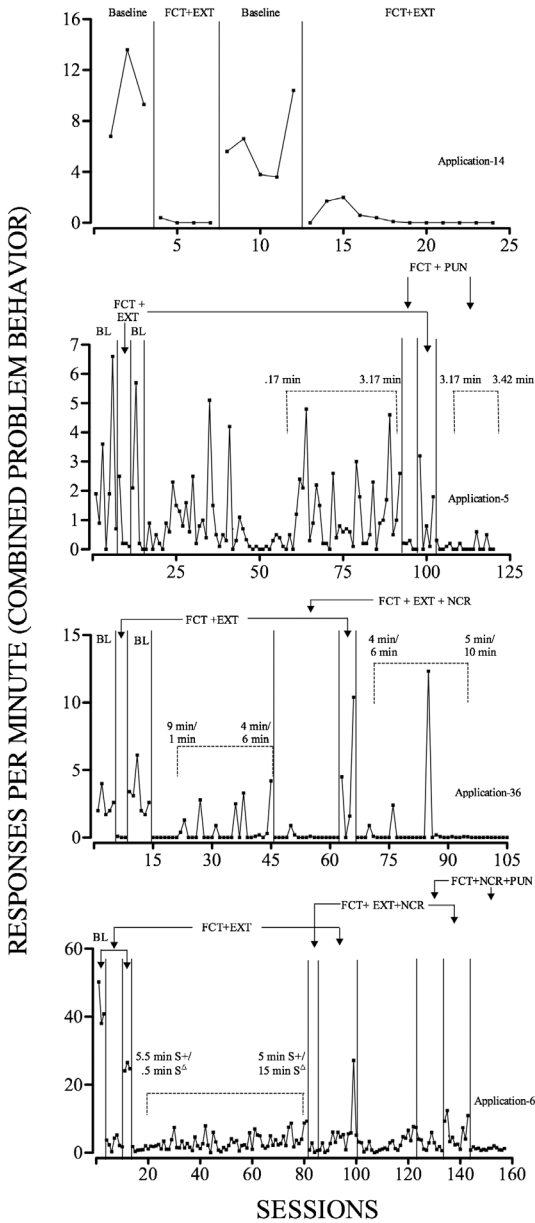 RESPONSES PER MINUTE (COMBINED PROBLEM BEHAVIOR)
Baseline FCT+EXT Baseline FCT+EXT
16
12
8
4
0
Application-14
5 10 15 20 25
FCT + PUN
FCT +
EXT
BL BL
7
6
5
4
3
2
1
0
.17 min 3.17 min 3.17 min 3.42 min
Application-5
25 50 75 100 125
FCT + EXT + NCR
FCT +EXT
BL BL
15
10
5
0
4 min/
6 min
5 min/
10 min
9 min/
1 min
4 min/
6 min
Application-36
15 30 45 60 75 90 105
FCT+NCR+PUN
FCT+ EXT+NCR
FCT+EXT
BL
60
40
20
0
5.5 min S+/
.5 min S△
5 min S+/
15 min S△
Application-6
20 40 60 80 100 120 140 160
SESSIONS